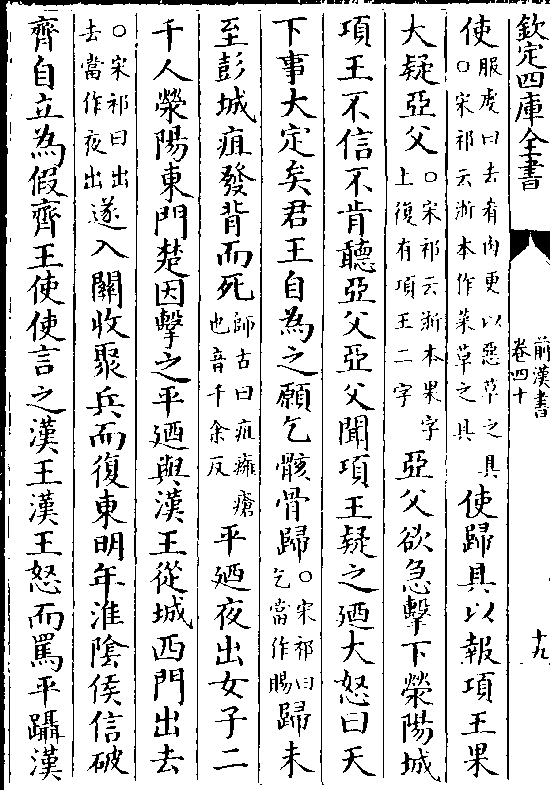 欽定四庫全書
前漢書
卷四十
十九
使服虔曰去肴肉更以惡草之具○宋祁云浙本作菜草之具使歸具以報項王果
大疑亞父○宋祁云浙本果字上復有項王二字亞父欲急擊下滎陽城
項王不信不肯聽亞父亞父聞項王疑之廼大怒曰天
下事大定矣君王自為之願乞骸骨歸○宋祁曰乞當作賜歸未
至彭城疽發背而死師古曰疽癰瘡也音千余反平廼夜出女子二
千人滎陽東門楚因擊之平廼與漢王從城西門出去
○宋祁曰出去當作夜出遂入關收聚兵而復東明年淮隂侯信破
齊自立為假齊王使使言之漢王漢王怒而罵平躡漢